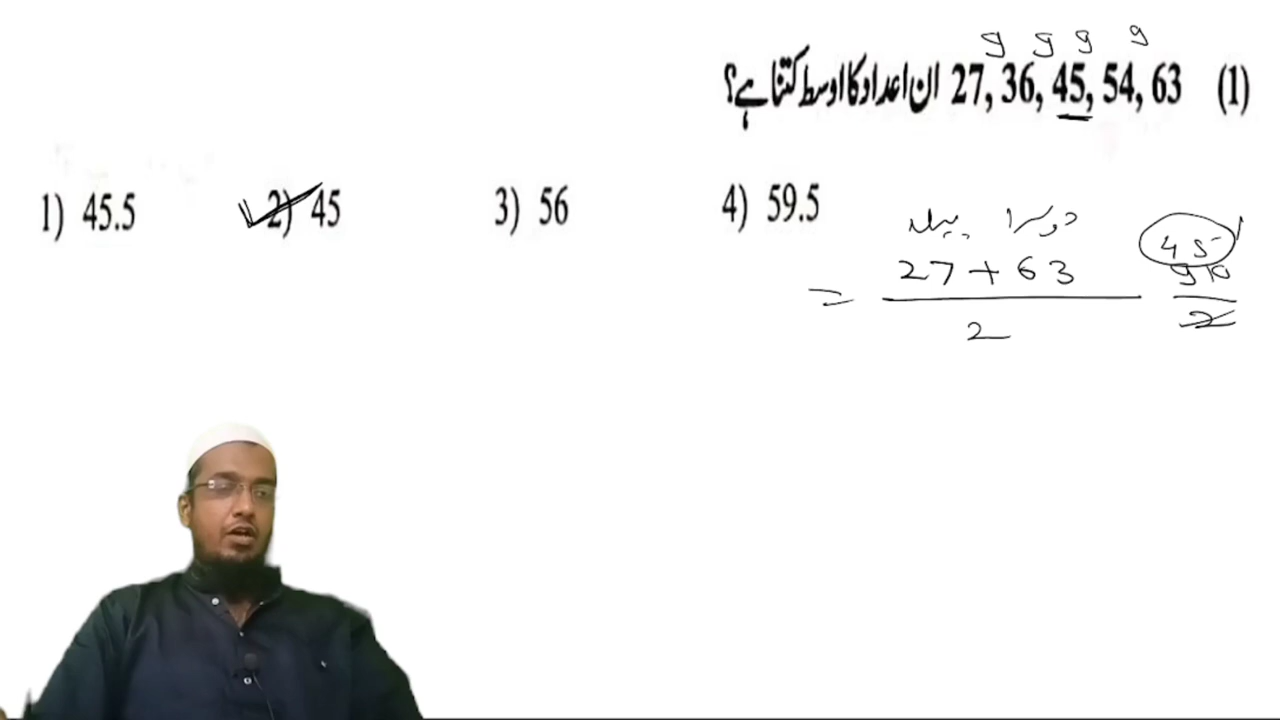 9 9 9 9
(1) 27, 36, 45, 54, 63 ان اعداد کا اوسط کتنا ہے؟
1) 45.5 2) 45 3) 56 4) 59.5
دوسرا پہلا 45
= 27 + 63 90
2 2